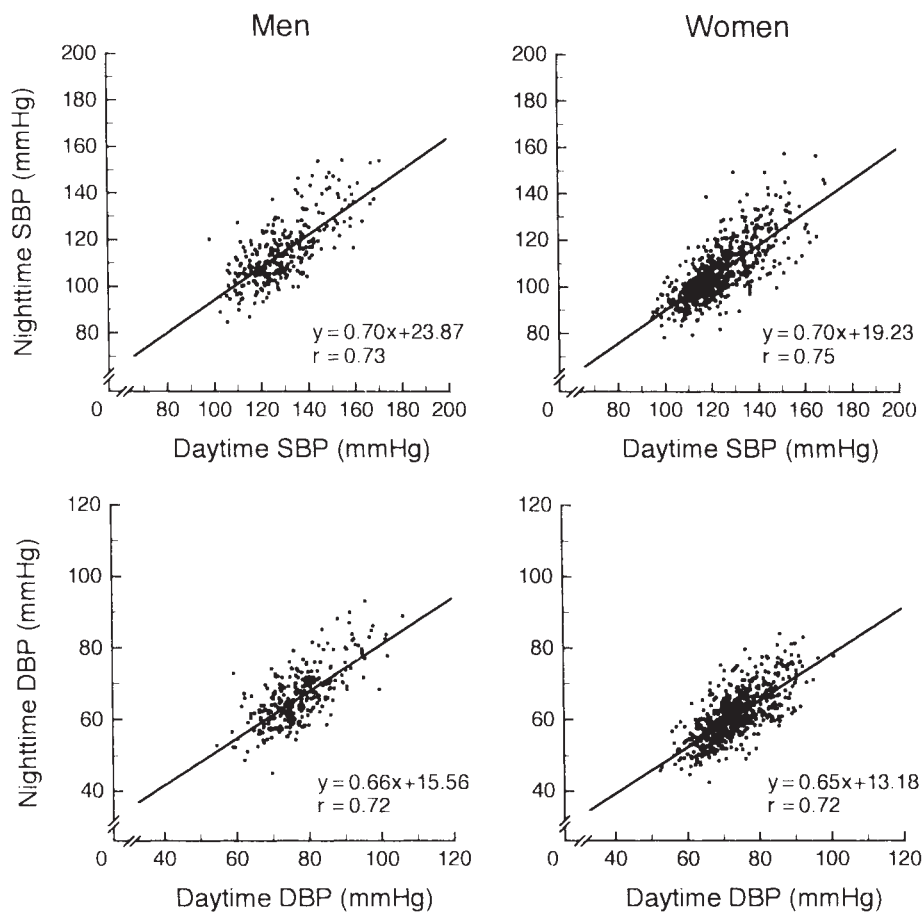 Men
200
180
160
140
120
100
80
0
Nighttime SBP (mmHg)
y = 0.70x+23.87
r = 0.73
80 100 120 140 160 180 200
Daytime SBP (mmHg)
Women
200
180
160
140
120
100
80
0
y = 0.70x+19.23
r = 0.75
80 100 120 140 160 180 200
Daytime SBP (mmHg)
120
100
80
60
40
0
Nighttime DBP (mmHg)
y = 0.66x+15.56
r = 0.72
40 60 80 100 120
Daytime DBP (mmHg)
120
100
80
60
40
0
y = 0.65x+13.18
r = 0.72
40 60 80 100 120
Daytime DBP (mmHg)